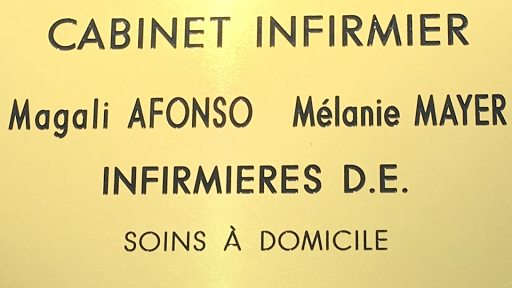 CABINET INFIRMIER
Magali AFONSO Mélanie MAYER
INFIRMIERES D.E.
SOINS À DOMICILE